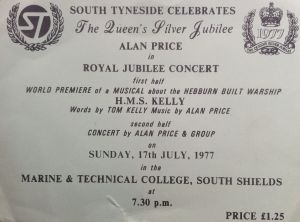 SOUTH TYNESIDE CELEBRATES
The Queen's Silver Jubilee
ALAN PRICE
in
ROYAL JUBILEE CONCERT
first half
WORLD PREMIERE of a MUSICAL about the HEBBURN BUILT WARSHIP
H.M.S. KELLY
Words by TOM KELLY Music by ALAN PRICE
second half
CONCERT by ALAN PRICE & GROUP
on
SUNDAY, 17th JULY, 1977
in the
MARINE & TECHNICAL COLLEGE, SOUTH SHIELDS
at
7.30 p.m.
PRICE £1.25
ST
1977